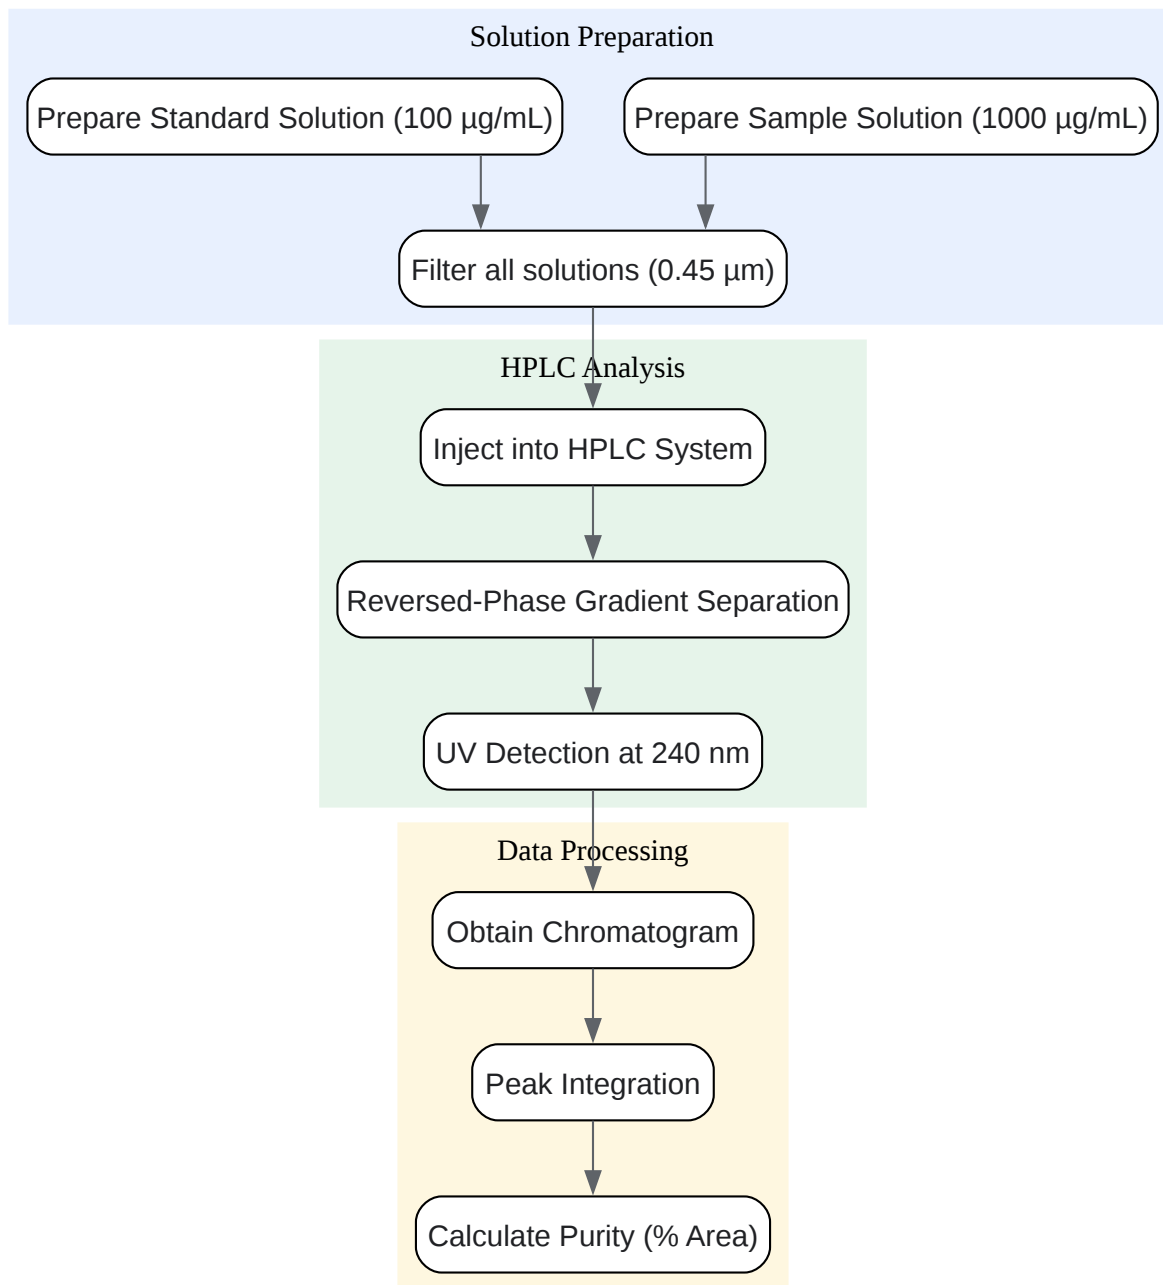 Solution Preparation
Prepare Standard Solution (100 µg/mL)
Prepare Sample Solution (1000 µg/mL)
Filter all solutions (0.45 µm)
HPLC Analysis
Inject into HPLC System
Reversed-Phase Gradient Separation
UV Detection at 240 nm
Data Processing
Obtain Chromatogram
Peak Integration
Calculate Purity (% Area)